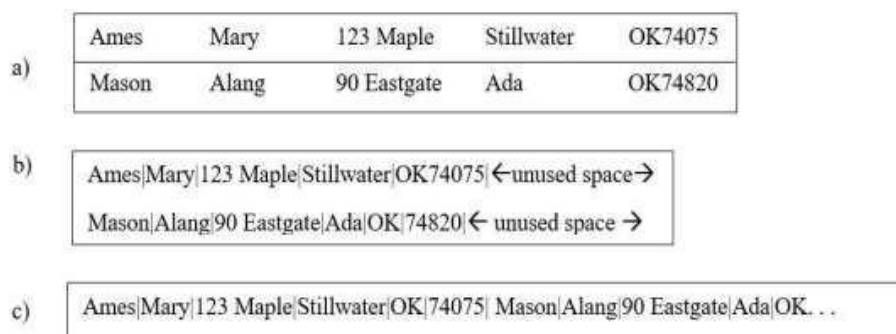 a)
Ames Mary 123 Maple Stillwater OK74075
Mason Alang 90 Eastgate Ada OK74820
b)
Ames|Mary|123 Maple|Stillwater|OK74075|←unused space→
Mason|Alang|90 Eastgate|Ada|OK|74820|← unused space →
c) Ames|Mary|123 Maple|Stillwater|OK|74075| Mason|Alang|90 Eastgate|Ada|OK. . .